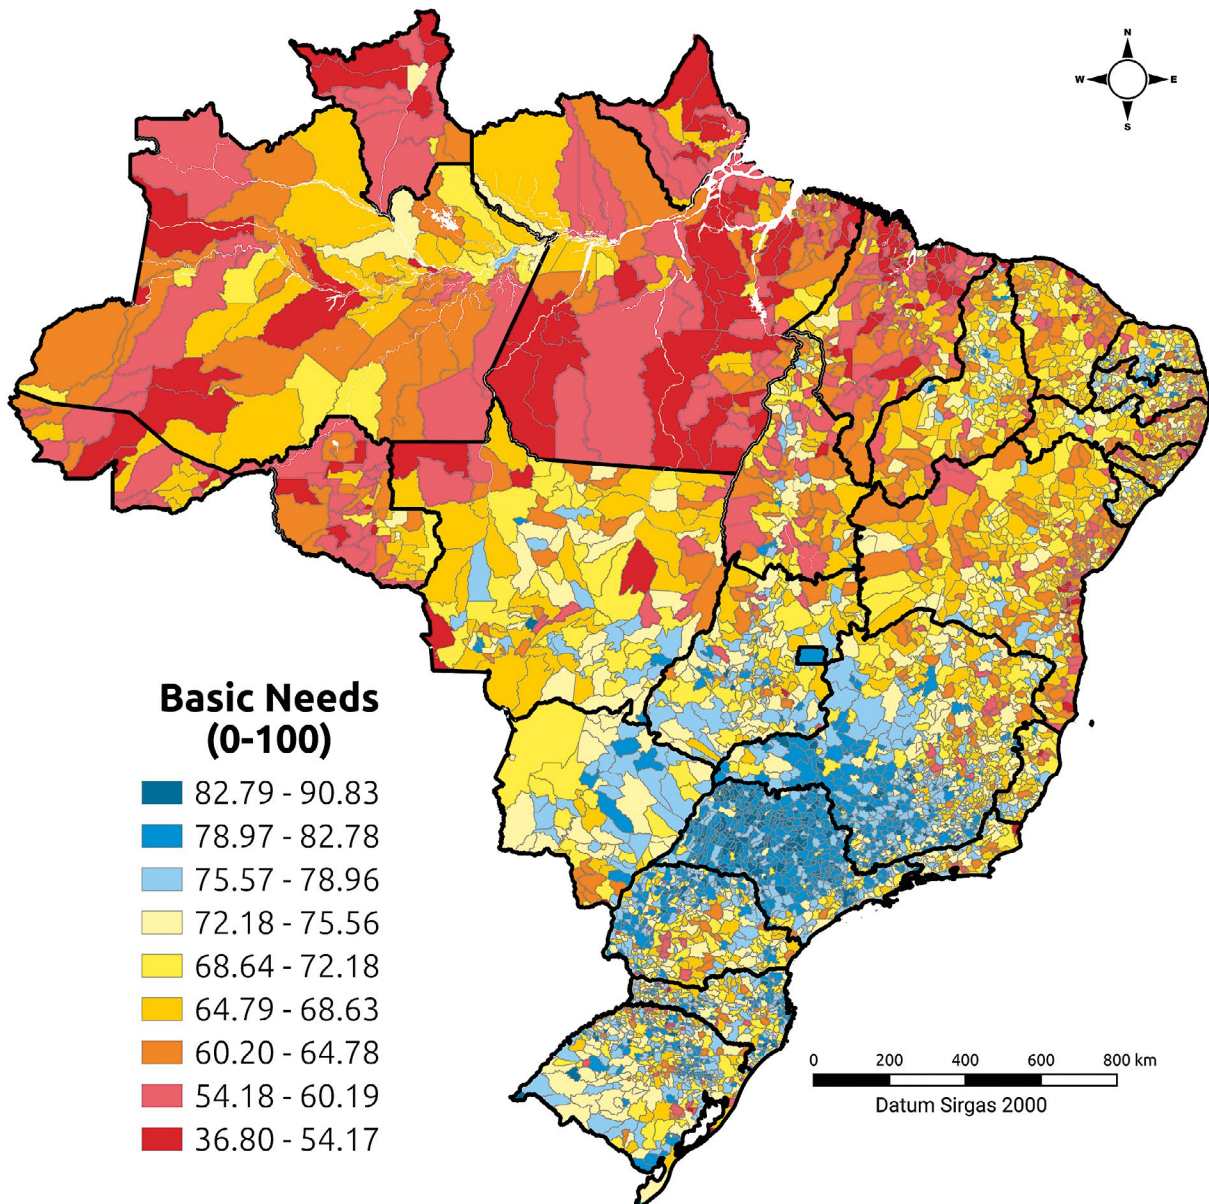 N
W E
S
Basic Needs
(0-100)
82.79 - 90.83
78.97 - 82.78
75.57 - 78.96
72.18 - 75.56
68.64 - 72.18
64.79 - 68.63
60.20 - 64.78
54.18 - 60.19
36.80 - 54.17
0 200 400 600 800 km
Datum Sirgas 2000